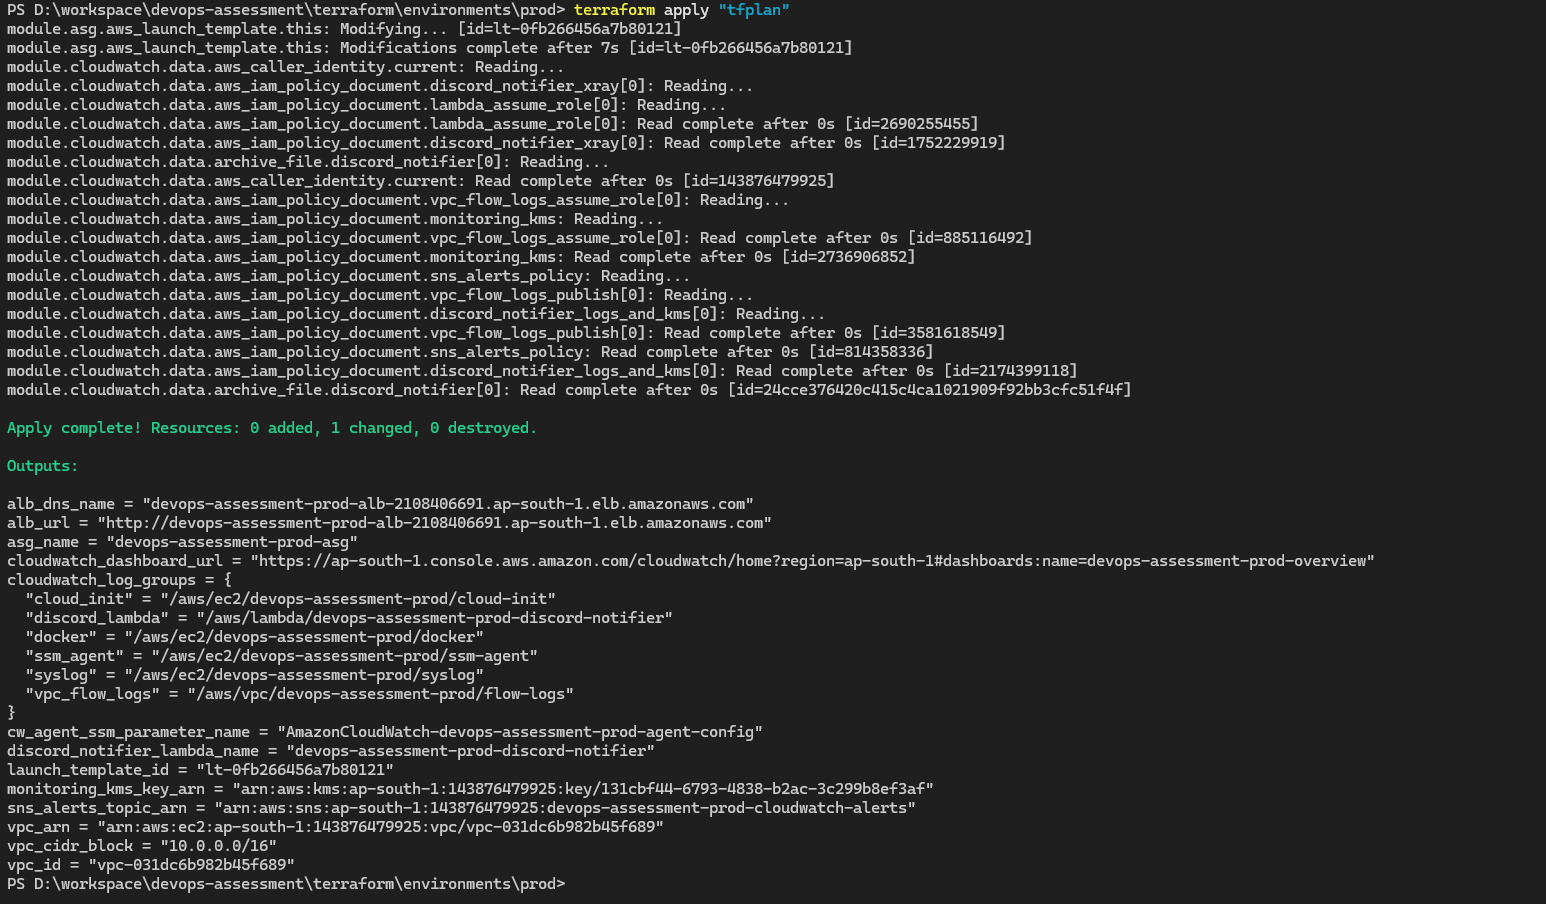 PS D:\workspace\devops-assessment\terraform\environments\prod> terraform apply "tfplan"
module.asg.aws_launch_template.this: Modifying... [id=lt-0fb266456a7b80121]
module.asg.aws_launch_template.this: Modifications complete after 7s [id=lt-0fb266456a7b80121]
module.cloudwatch.data.aws_caller_identity.current: Reading...
module.cloudwatch.data.aws_iam_policy_document.discord_notifier_xray[0]: Reading...
module.cloudwatch.data.aws_iam_policy_document.lambda_assume_role[0]: Reading...
module.cloudwatch.data.aws_iam_policy_document.lambda_assume_role[0]: Read complete after 0s [id=2690255455]
module.cloudwatch.data.aws_iam_policy_document.discord_notifier_xray[0]: Read complete after 0s [id=1752229919]
module.cloudwatch.data.archive_file.discord_notifier[0]: Reading...
module.cloudwatch.data.aws_caller_identity.current: Read complete after 0s [id=143876479925]
module.cloudwatch.data.aws_iam_policy_document.vpc_flow_logs_assume_role[0]: Reading...
module.cloudwatch.data.aws_iam_policy_document.monitoring_kms: Reading...
module.cloudwatch.data.aws_iam_policy_document.vpc_flow_logs_assume_role[0]: Read complete after 0s [id=885116492]
module.cloudwatch.data.aws_iam_policy_document.monitoring_kms: Read complete after 0s [id=2736906852]
module.cloudwatch.data.aws_iam_policy_document.sns_alerts_policy: Reading...
module.cloudwatch.data.aws_iam_policy_document.vpc_flow_logs_publish[0]: Reading...
module.cloudwatch.data.aws_iam_policy_document.discord_notifier_logs_and_kms[0]: Reading...
module.cloudwatch.data.aws_iam_policy_document.vpc_flow_logs_publish[0]: Read complete after 0s [id=3581618549]
module.cloudwatch.data.aws_iam_policy_document.sns_alerts_policy: Read complete after 0s [id=814358336]
module.cloudwatch.data.aws_iam_policy_document.discord_notifier_logs_and_kms[0]: Read complete after 0s [id=2174399118]
module.cloudwatch.data.archive_file.discord_notifier[0]: Read complete after 0s [id=24cce376420c415c4ca1021909f92bb3cfc51f4f]

Apply complete! Resources: 0 added, 1 changed, 0 destroyed.

Outputs:

alb_dns_name = "devops-assessment-prod-alb-2108406691.ap-south-1.elb.amazonaws.com"
alb_url = "http://devops-assessment-prod-alb-2108406691.ap-south-1.elb.amazonaws.com"
asg_name = "devops-assessment-prod-asg"
cloudwatch_dashboard_url = "https://ap-south-1.console.aws.amazon.com/cloudwatch/home?region=ap-south-1#dashboards:name=devops-assessment-prod-overview"
cloudwatch_log_groups = {
  "cloud_init" = "/aws/ec2/devops-assessment-prod/cloud-init"
  "discord_lambda" = "/aws/lambda/devops-assessment-prod-discord-notifier"
  "docker" = "/aws/ec2/devops-assessment-prod/docker"
  "ssm_agent" = "/aws/ec2/devops-assessment-prod/ssm-agent"
  "syslog" = "/aws/ec2/devops-assessment-prod/syslog"
  "vpc_flow_logs" = "/aws/vpc/devops-assessment-prod/flow-logs"
}
cw_agent_ssm_parameter_name = "AmazonCloudWatch-devops-assessment-prod-agent-config"
discord_notifier_lambda_name = "devops-assessment-prod-discord-notifier"
launch_template_id = "lt-0fb266456a7b80121"
monitoring_kms_key_arn = "arn:aws:kms:ap-south-1:143876479925:key/131cbf44-6793-4838-b2ac-3c299b8ef3af"
sns_alerts_topic_arn = "arn:aws:sns:ap-south-1:143876479925:devops-assessment-prod-cloudwatch-alerts"
vpc_arn = "arn:aws:ec2:ap-south-1:143876479925:vpc/vpc-031dc6b982b45f689"
vpc_cidr_block = "10.0.0.0/16"
vpc_id = "vpc-031dc6b982b45f689"
PS D:\workspace\devops-assessment\terraform\environments\prod>